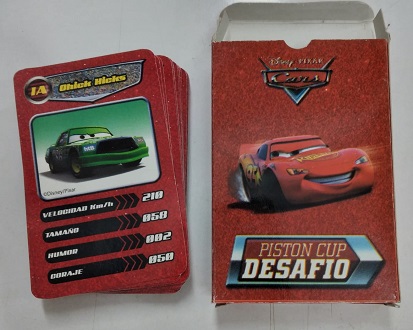 1A Chick Hicks
©Disney/Pixar
VELOCIDAD Km/h 210
TAMAÑO 050
HUMOR 002
CORAJE 050
Disney · PIXAR
Cars
PISTON CUP
DESAFIO